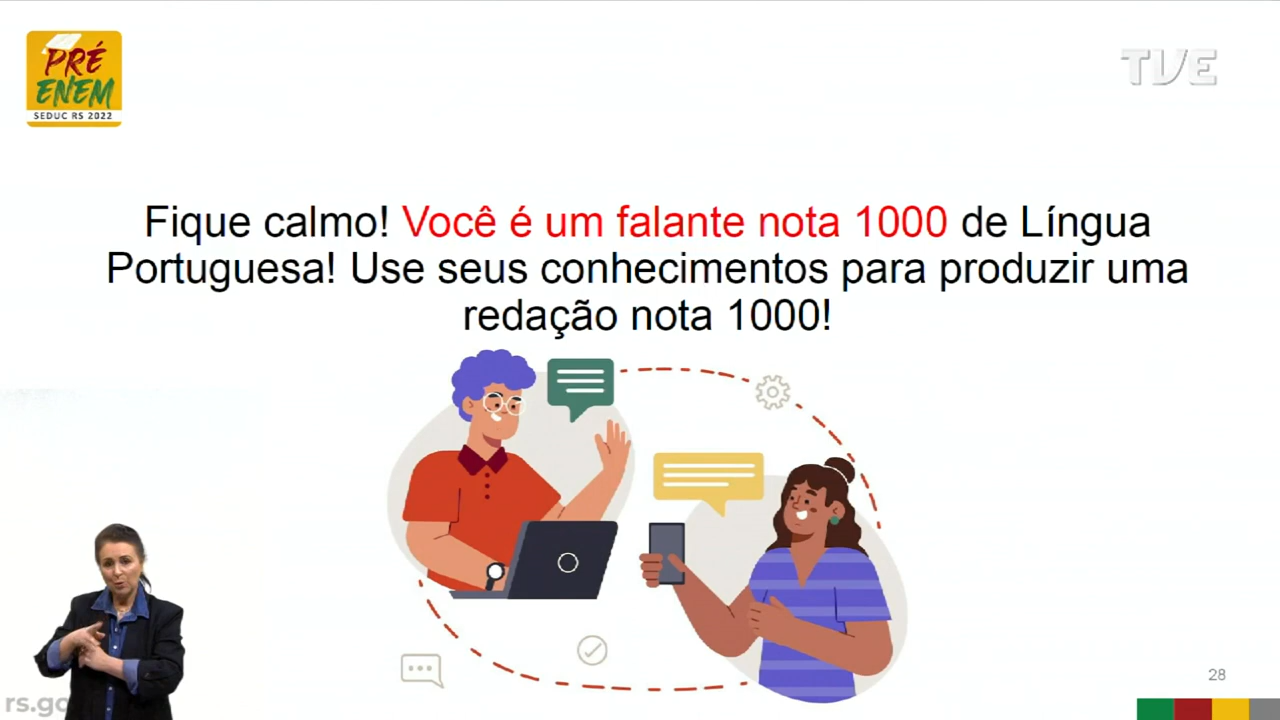 PRÉ
ENEM
SEDUC RS 2022
TVE
Fique calmo! Você é um falante nota 1000 de Língua
Portuguesa! Use seus conhecimentos para produzir uma
redação nota 1000!
28